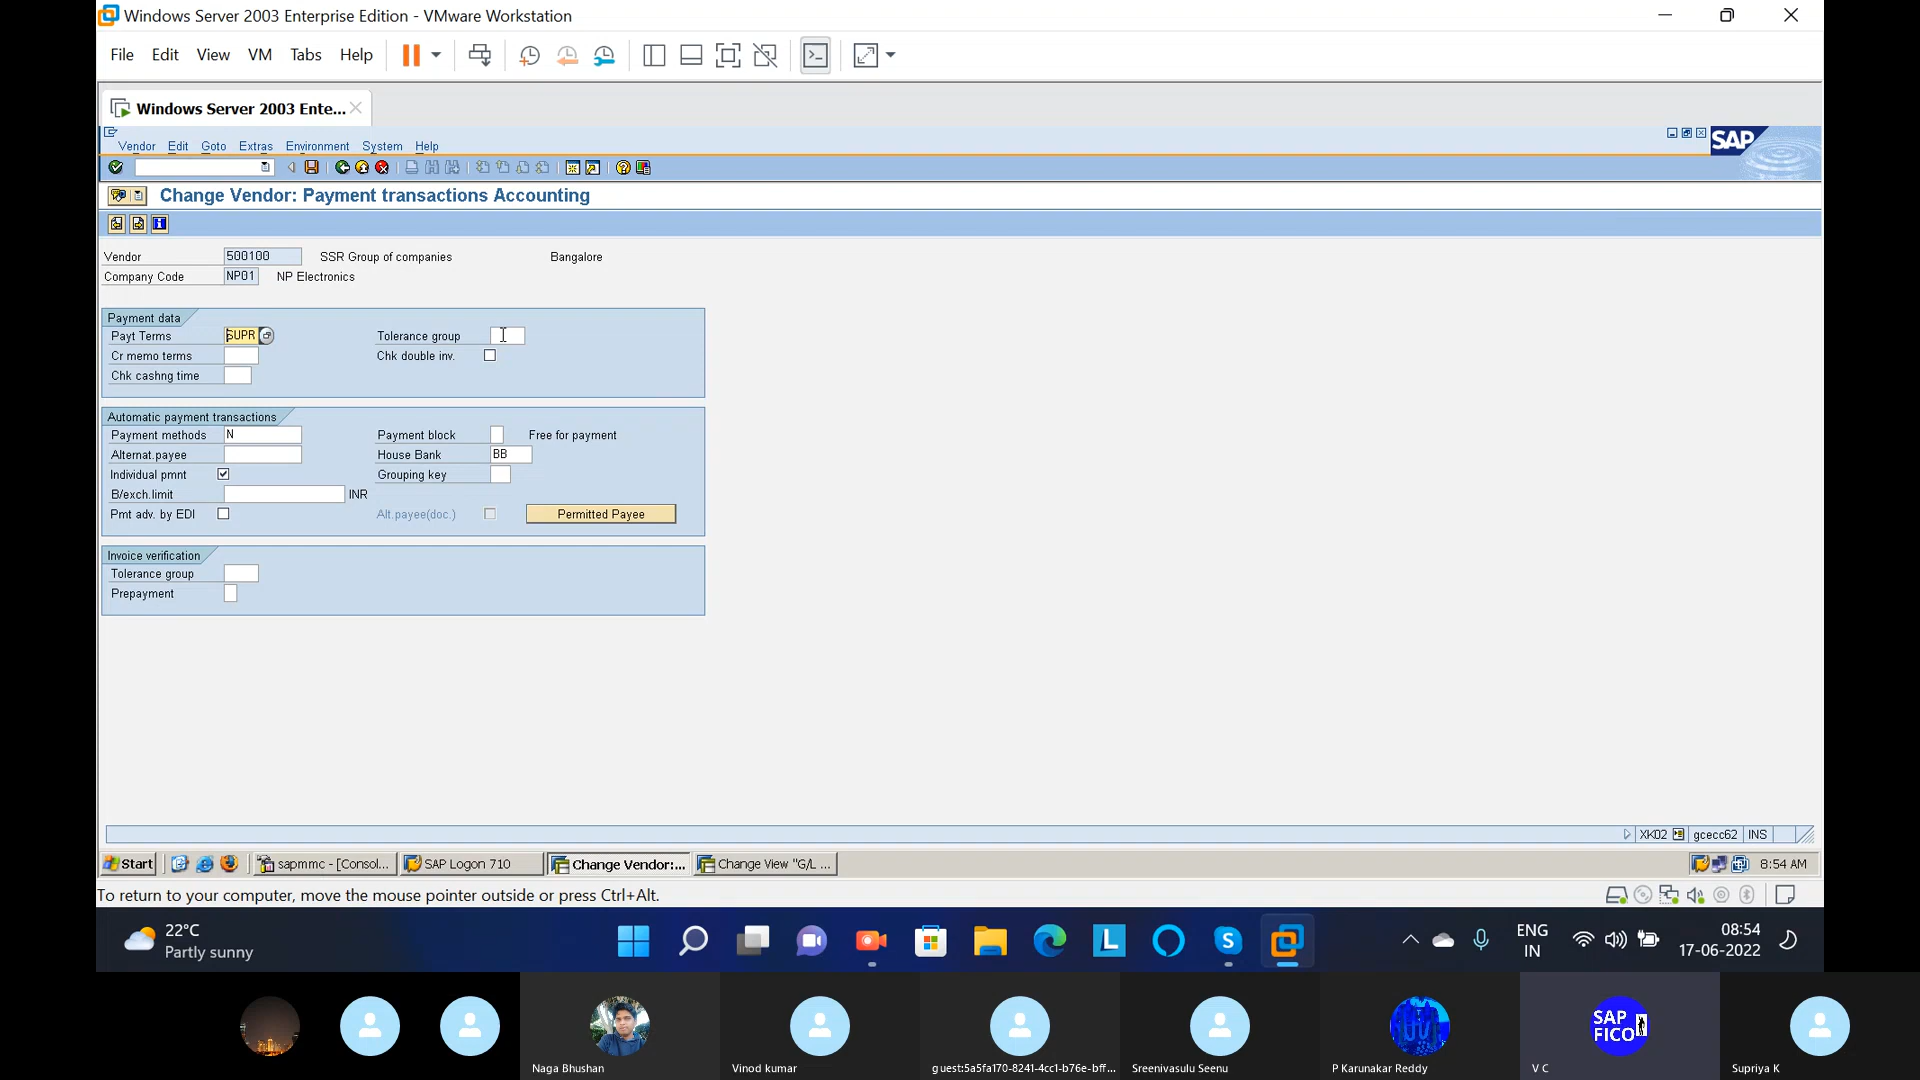 Windows Server 2003 Enterprise Edition - VMware Workstation
File Edit View VM Tabs Help
Windows Server 2003 Ente...
Vendor Edit Goto Extras Environment System Help
SAP
Change Vendor: Payment transactions Accounting
Vendor 500100 SSR Group of companies Bangalore
Company Code NP01 NP Electronics
Payment data
Payt Terms SUPR Tolerance group
Cr memo terms Chk double inv.
Chk cashng time
Automatic payment transactions
Payment methods N Payment block Free for payment
Alternat.payee House Bank BB
Individual pmnt Grouping key
B/exch.limit INR
Pmt adv. by EDI Alt.payee(doc.) Permitted Payee
Invoice verification
Tolerance group
Prepayment
XK02 gcecc62 INS
Start sapmmc - [Consol... SAP Logon 710 Change Vendor:... Change View "G/L ... 8:54 AM
To return to your computer, move the mouse pointer outside or press Ctrl+Alt.
22°C
Partly sunny
L
ENG
IN
08:54
17-06-2022
SAP
FICO
Naga Bhushan Vinod kumar guest:5a5fa170-8241-4cc1-b76e-bff... Sreenivasulu Seenu P Karunakar Reddy V C Supriya K